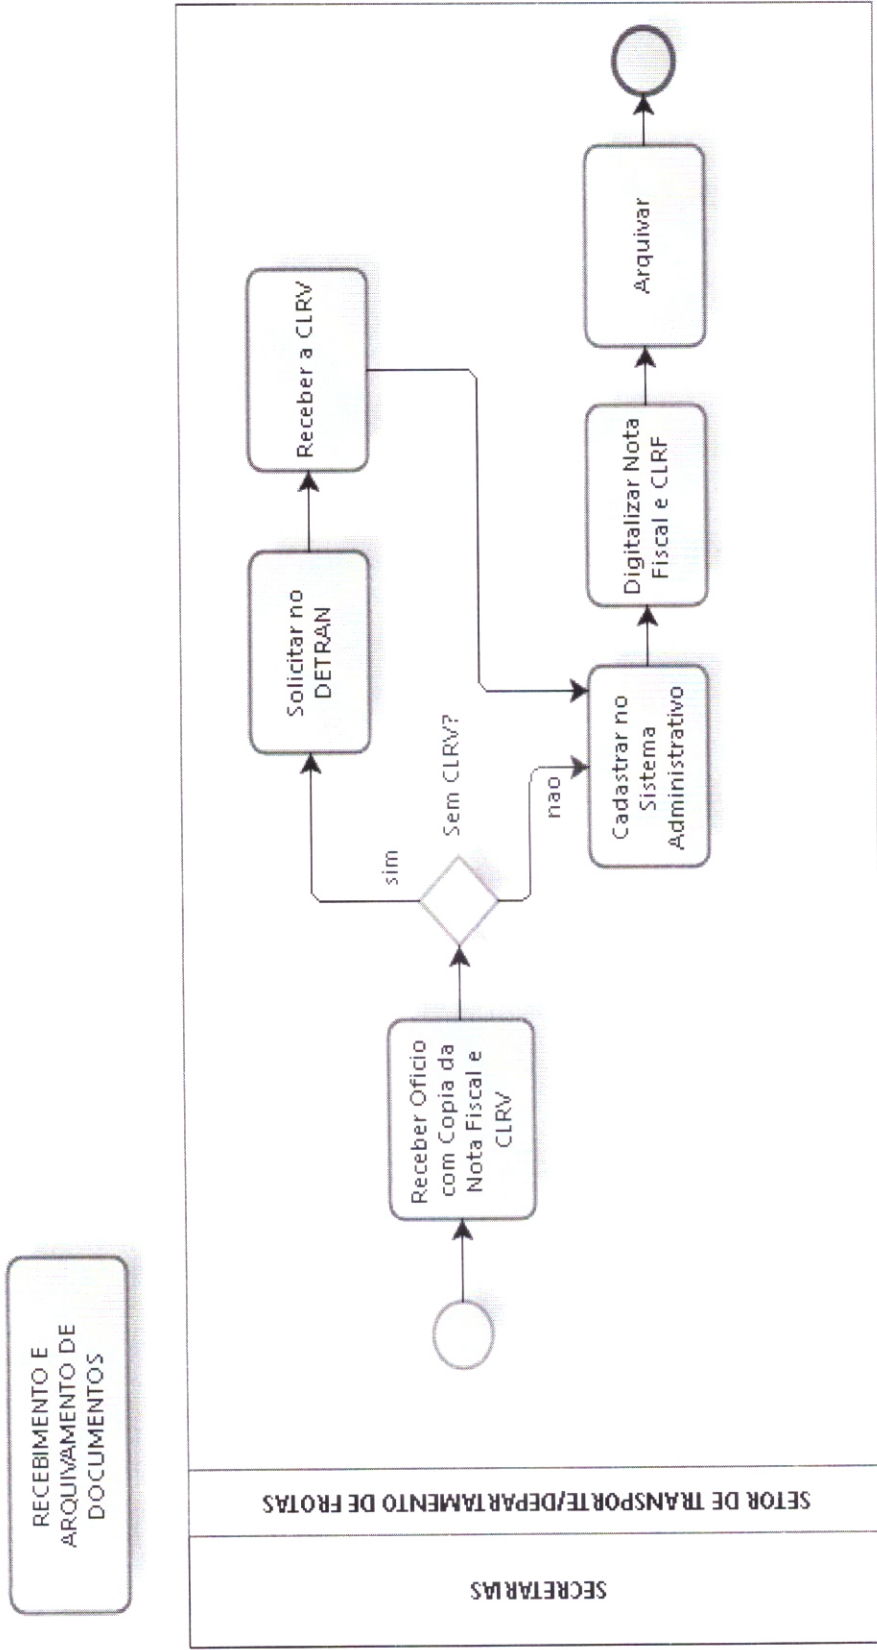 RECEBIMENTO E
ARQUIVAMENTO DE
DOCUMENTOS
SECRETARIAS
SETOR DE TRANSPORTE/DEPARTAMENTO DE FROTAS
Receber Oficio
com Copia da
Nota Fiscal e
CLRV
Sem CLRV?
sim
Solicitar no
DETRAN
Receber a CLRV
nao
Cadastrar no
Sistema
Administrativo
Digitalizar Nota
Fiscal e CLRF
Arquivar